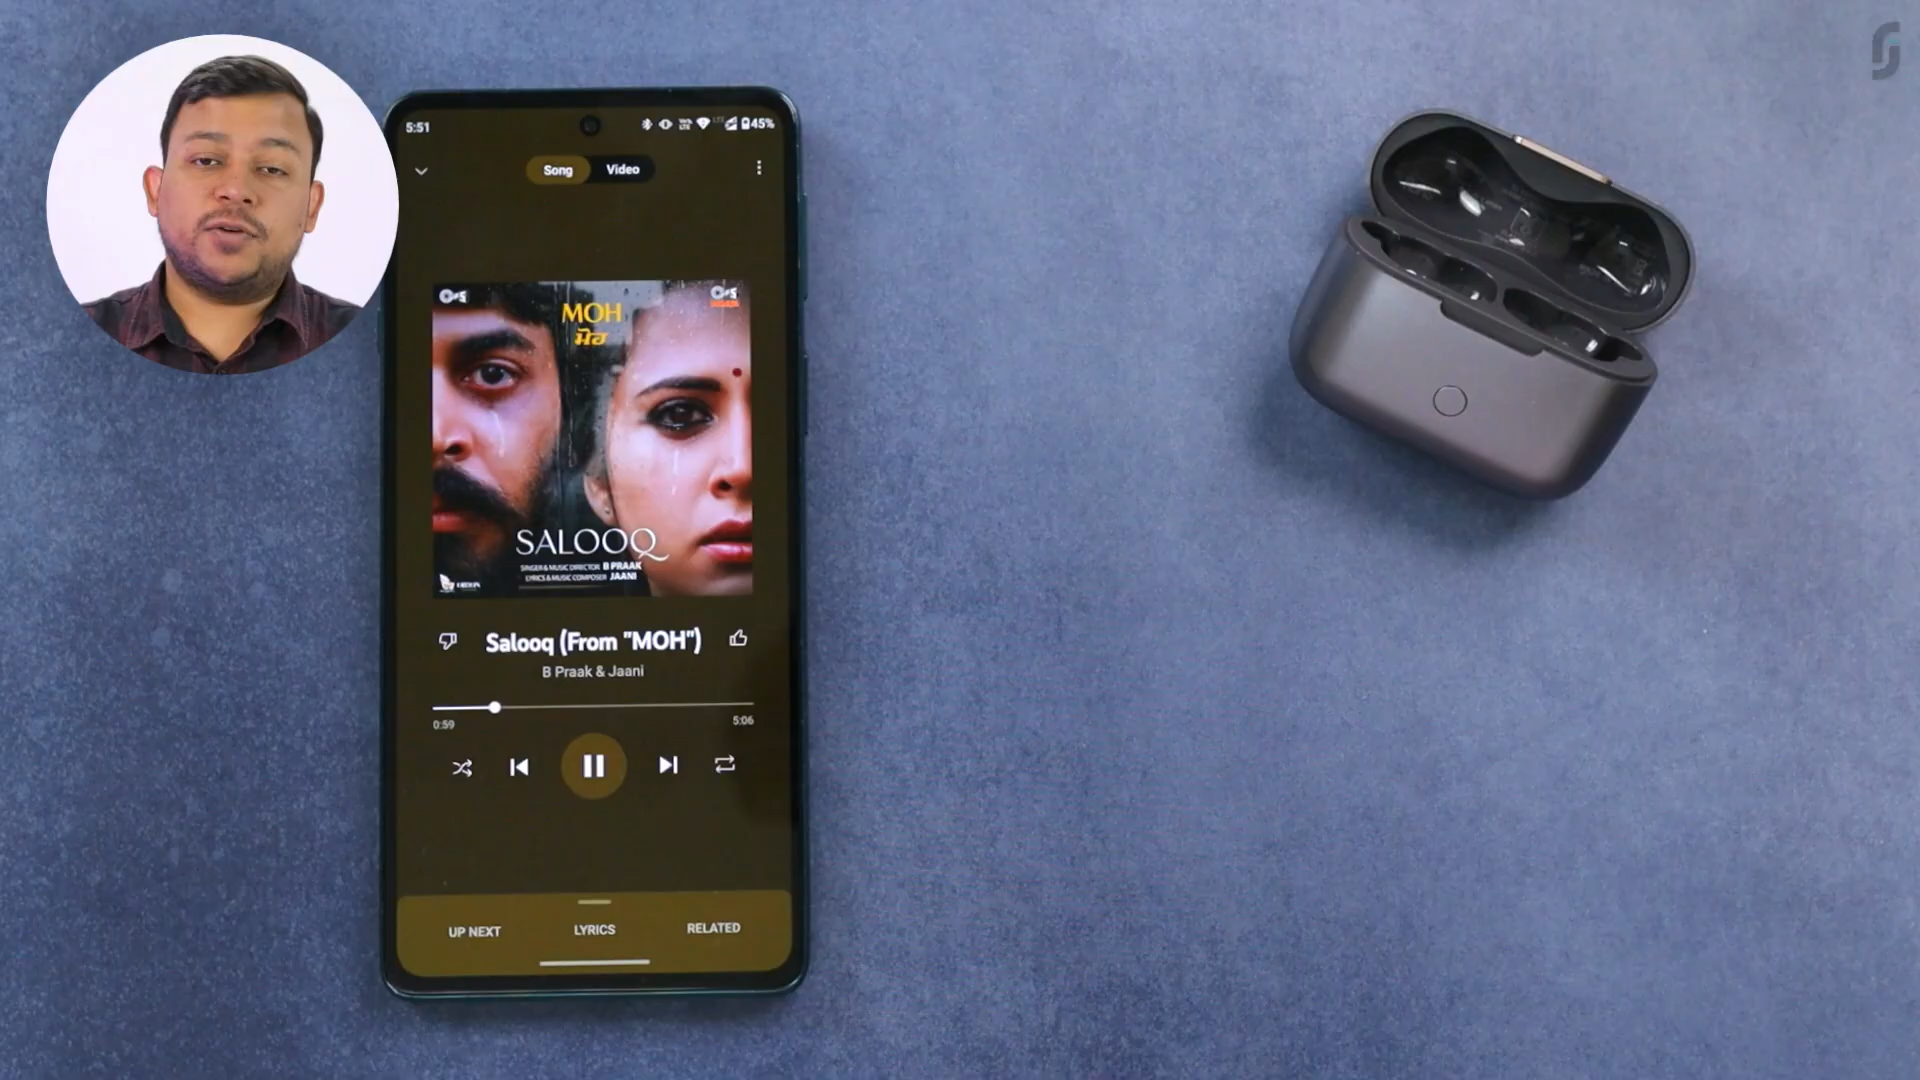 5:51
45%
Song
Video
MOH
ਮੋਹ
SALOOQ
SINGER & MUSIC DIRECTOR B PRAAK
LYRICS & MUSIC COMPOSER JAANI
Salooq (From "MOH")
B Praak & Jaani
0:59
5:06
UP NEXT
LYRICS
RELATED